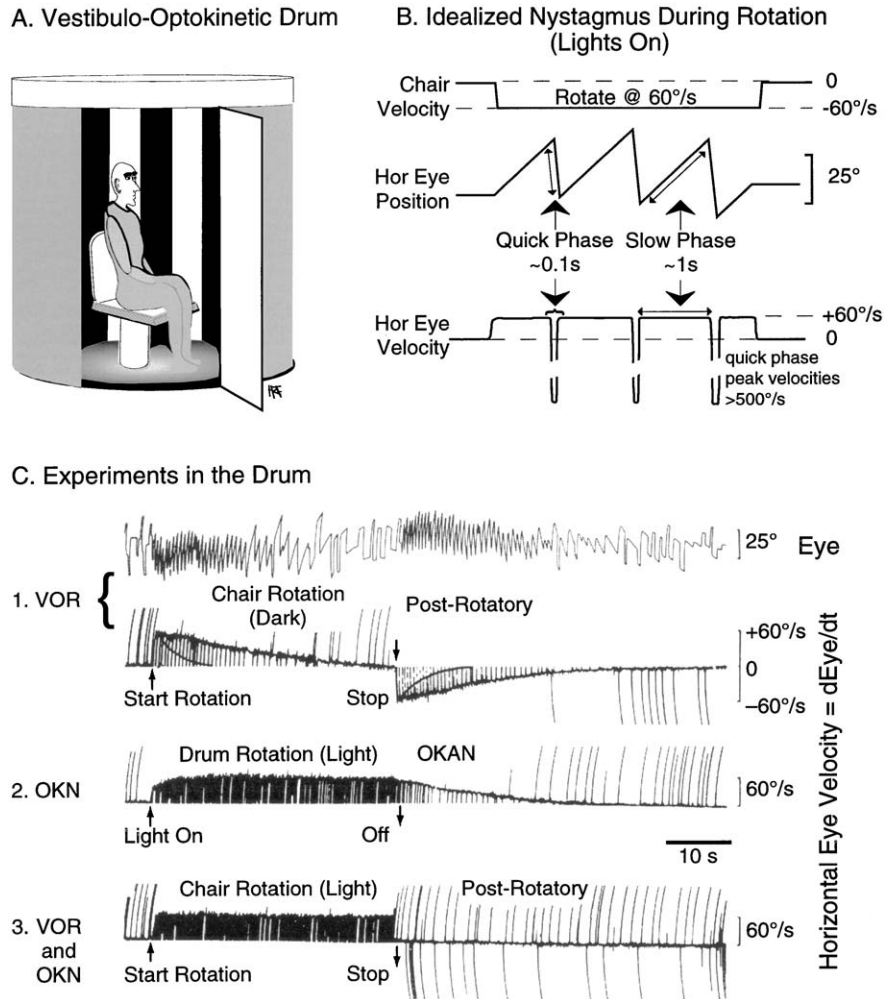 A. Vestibulo-Optokinetic Drum
B. Idealized Nystagmus During Rotation
(Lights On)
Chair
Velocity
Rotate @ 60°/s
0
-60°/s
Hor Eye
Position
25°
Quick Phase
~0.1s
Slow Phase
~1s
Hor Eye
Velocity
+60°/s
0
quick phase
peak velocities
>500°/s
C. Experiments in the Drum
25°
Eye
1. VOR
{
Chair Rotation
(Dark)
Post-Rotatory
+60°/s
0
–60°/s
Start Rotation
Stop
Drum Rotation (Light)
OKAN
2. OKN
60°/s
Light On
Off
10 s
Chair Rotation (Light)
Post-Rotatory
3. VOR
and
OKN
60°/s
Start Rotation
Stop
Horizontal Eye Velocity = dEye/dt